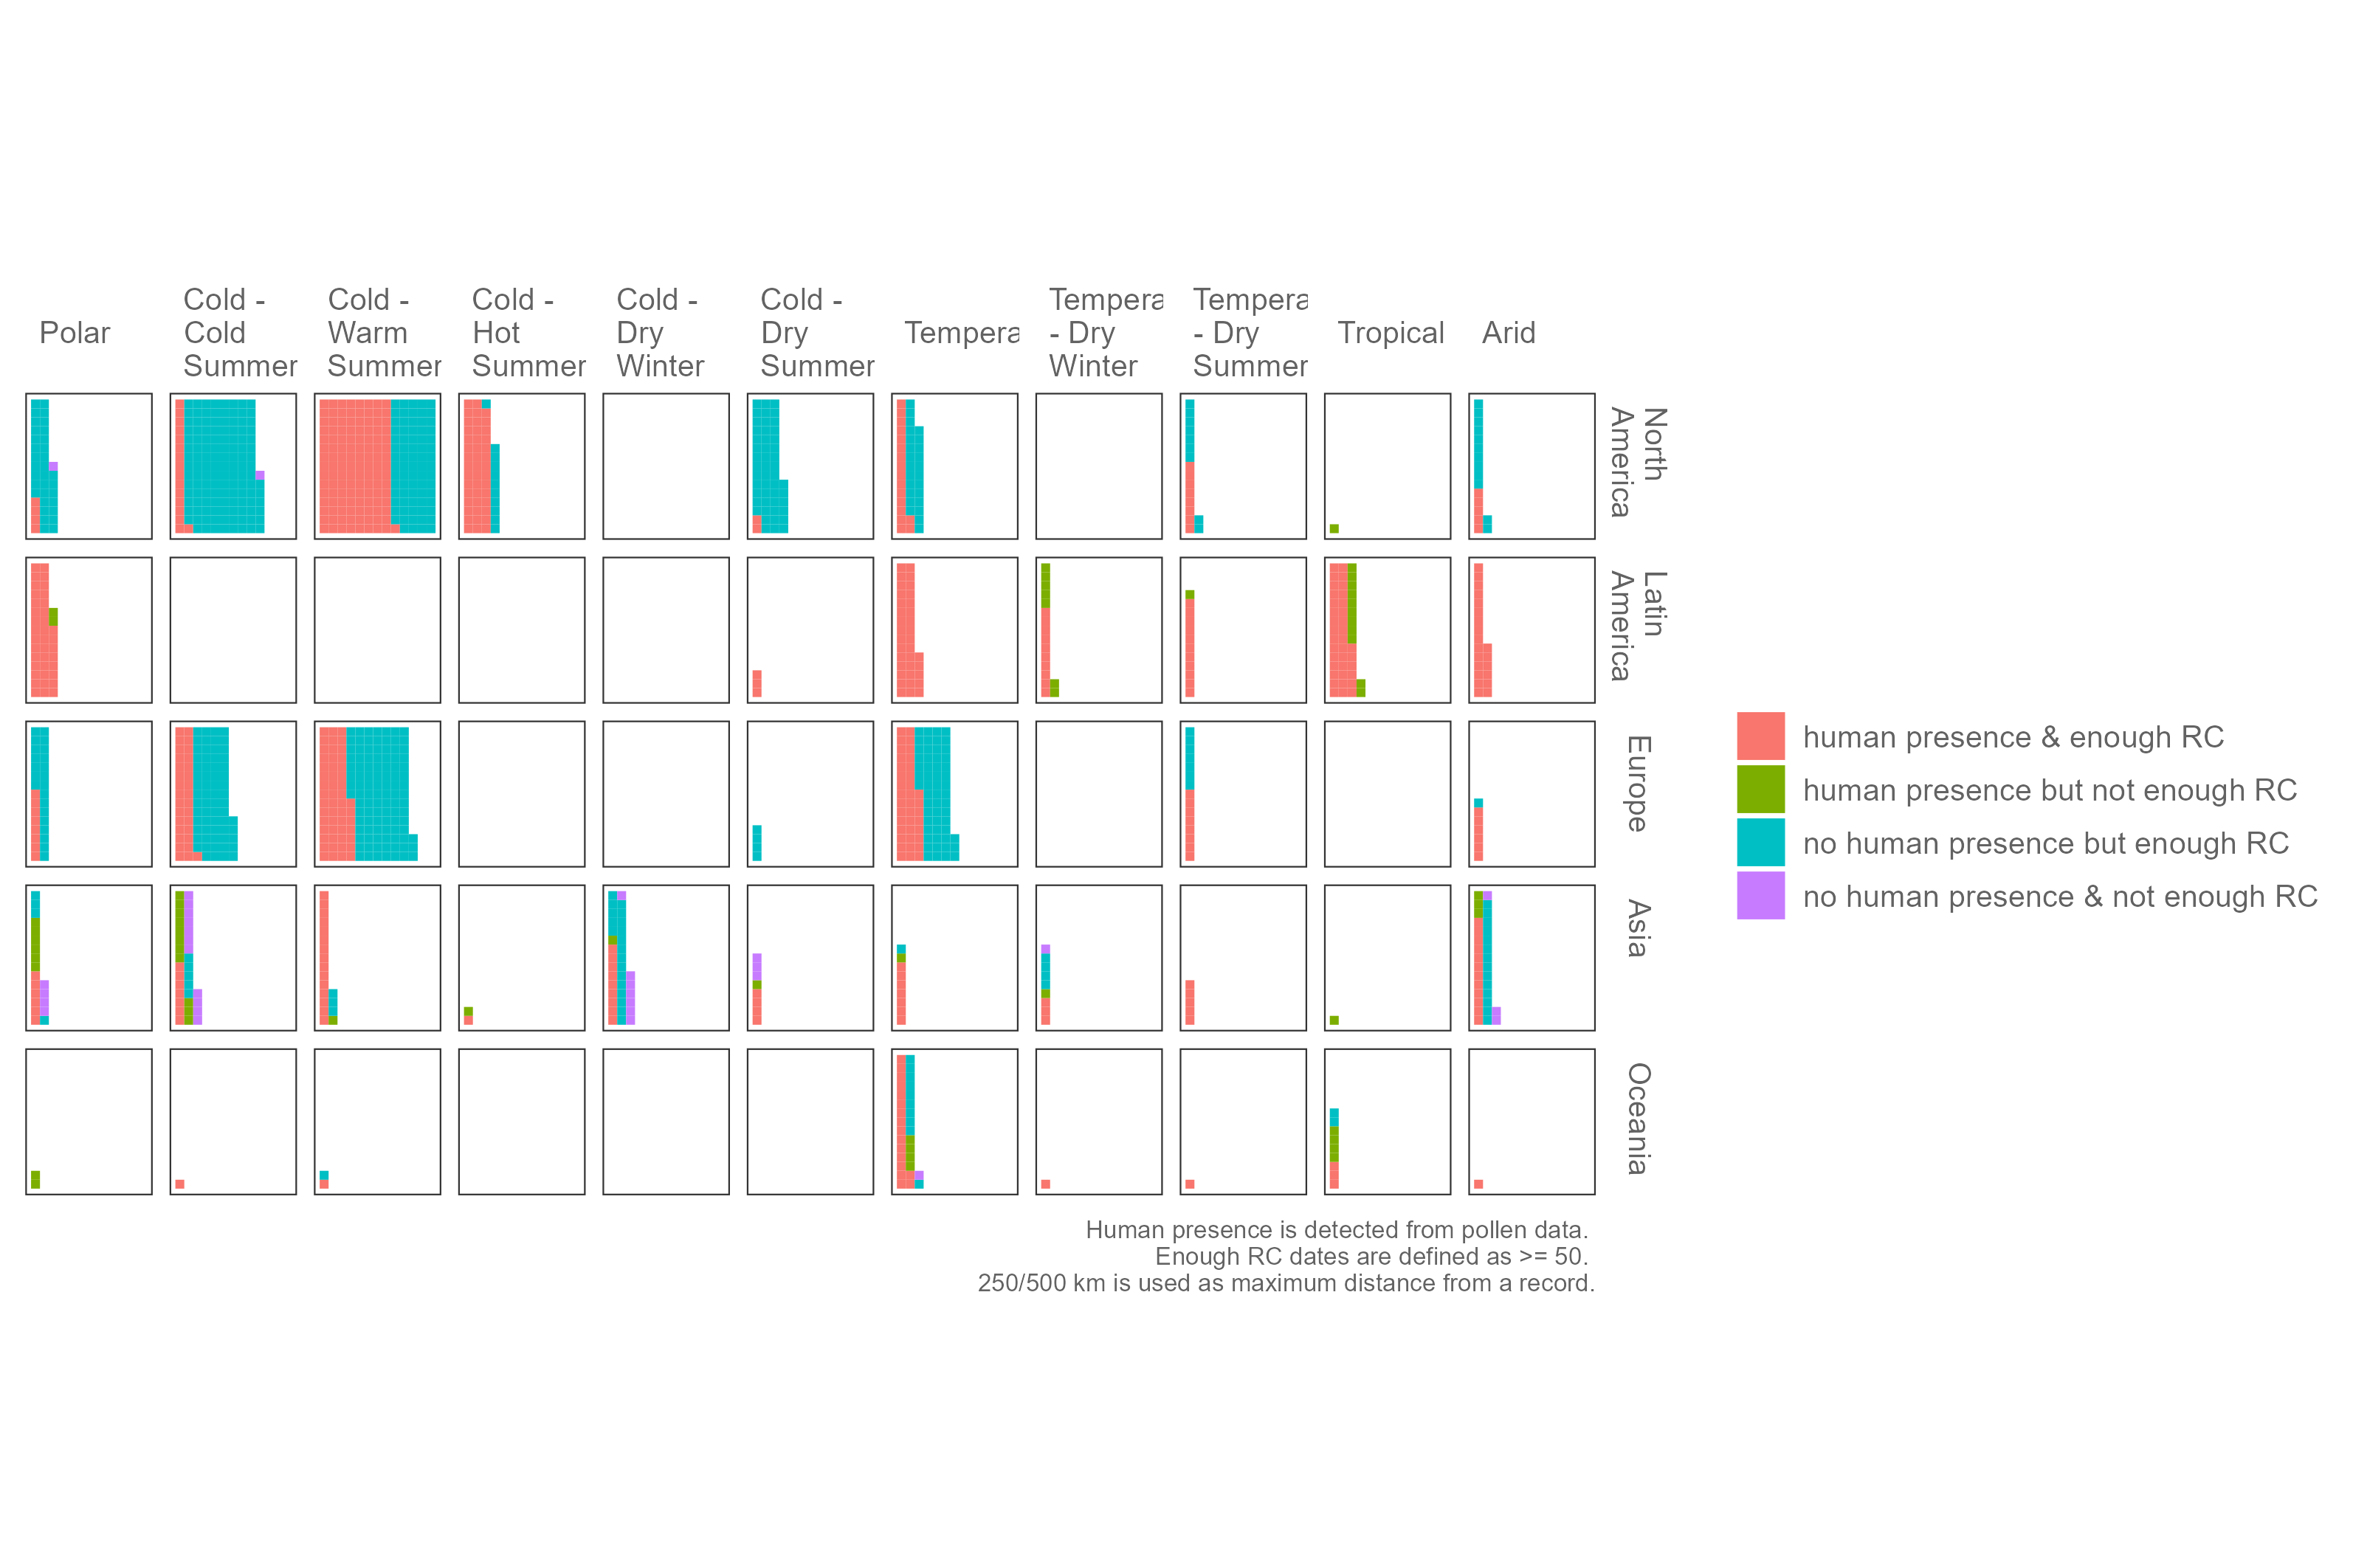 Polar
Cold -
Cold
Summer
Cold -
Warm
Summer
Cold -
Hot
Summer
Cold -
Dry
Winter
Cold -
Dry
Summer
Tempera
Tempera
- Dry
Winter
Tempera
- Dry
Summer
Tropical
Arid
North
America
Latin
America
Europe
Asia
Oceania
human presence & enough RC
human presence but not enough RC
no human presence but enough RC
no human presence & not enough RC
Human presence is detected from pollen data.
Enough RC dates are defined as >= 50.
250/500 km is used as maximum distance from a record.